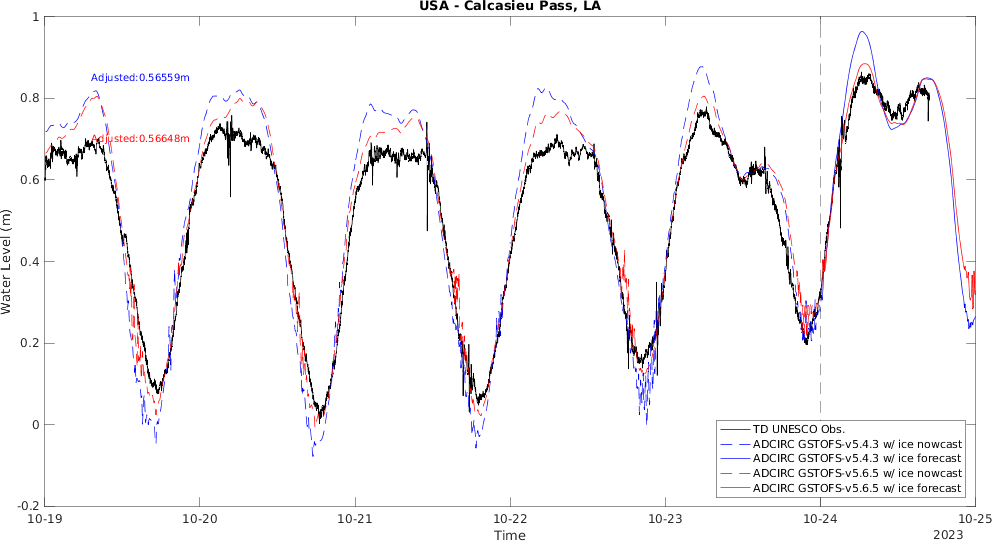 USA - Calcasieu Pass, LA
1
Adjusted:0.56559m
0.8
Adjusted:0.56648m
0.6
0.4
0.2
0
-0.2
Water Level (m)
TD UNESCO Obs.
ADCIRC GSTOFS-v5.4.3 w/ ice nowcast
ADCIRC GSTOFS-v5.4.3 w/ ice forecast
ADCIRC GSTOFS-v5.6.5 w/ ice nowcast
ADCIRC GSTOFS-v5.6.5 w/ ice forecast
10-19 10-20 10-21 10-22 10-23 10-24 10-25
Time
2023